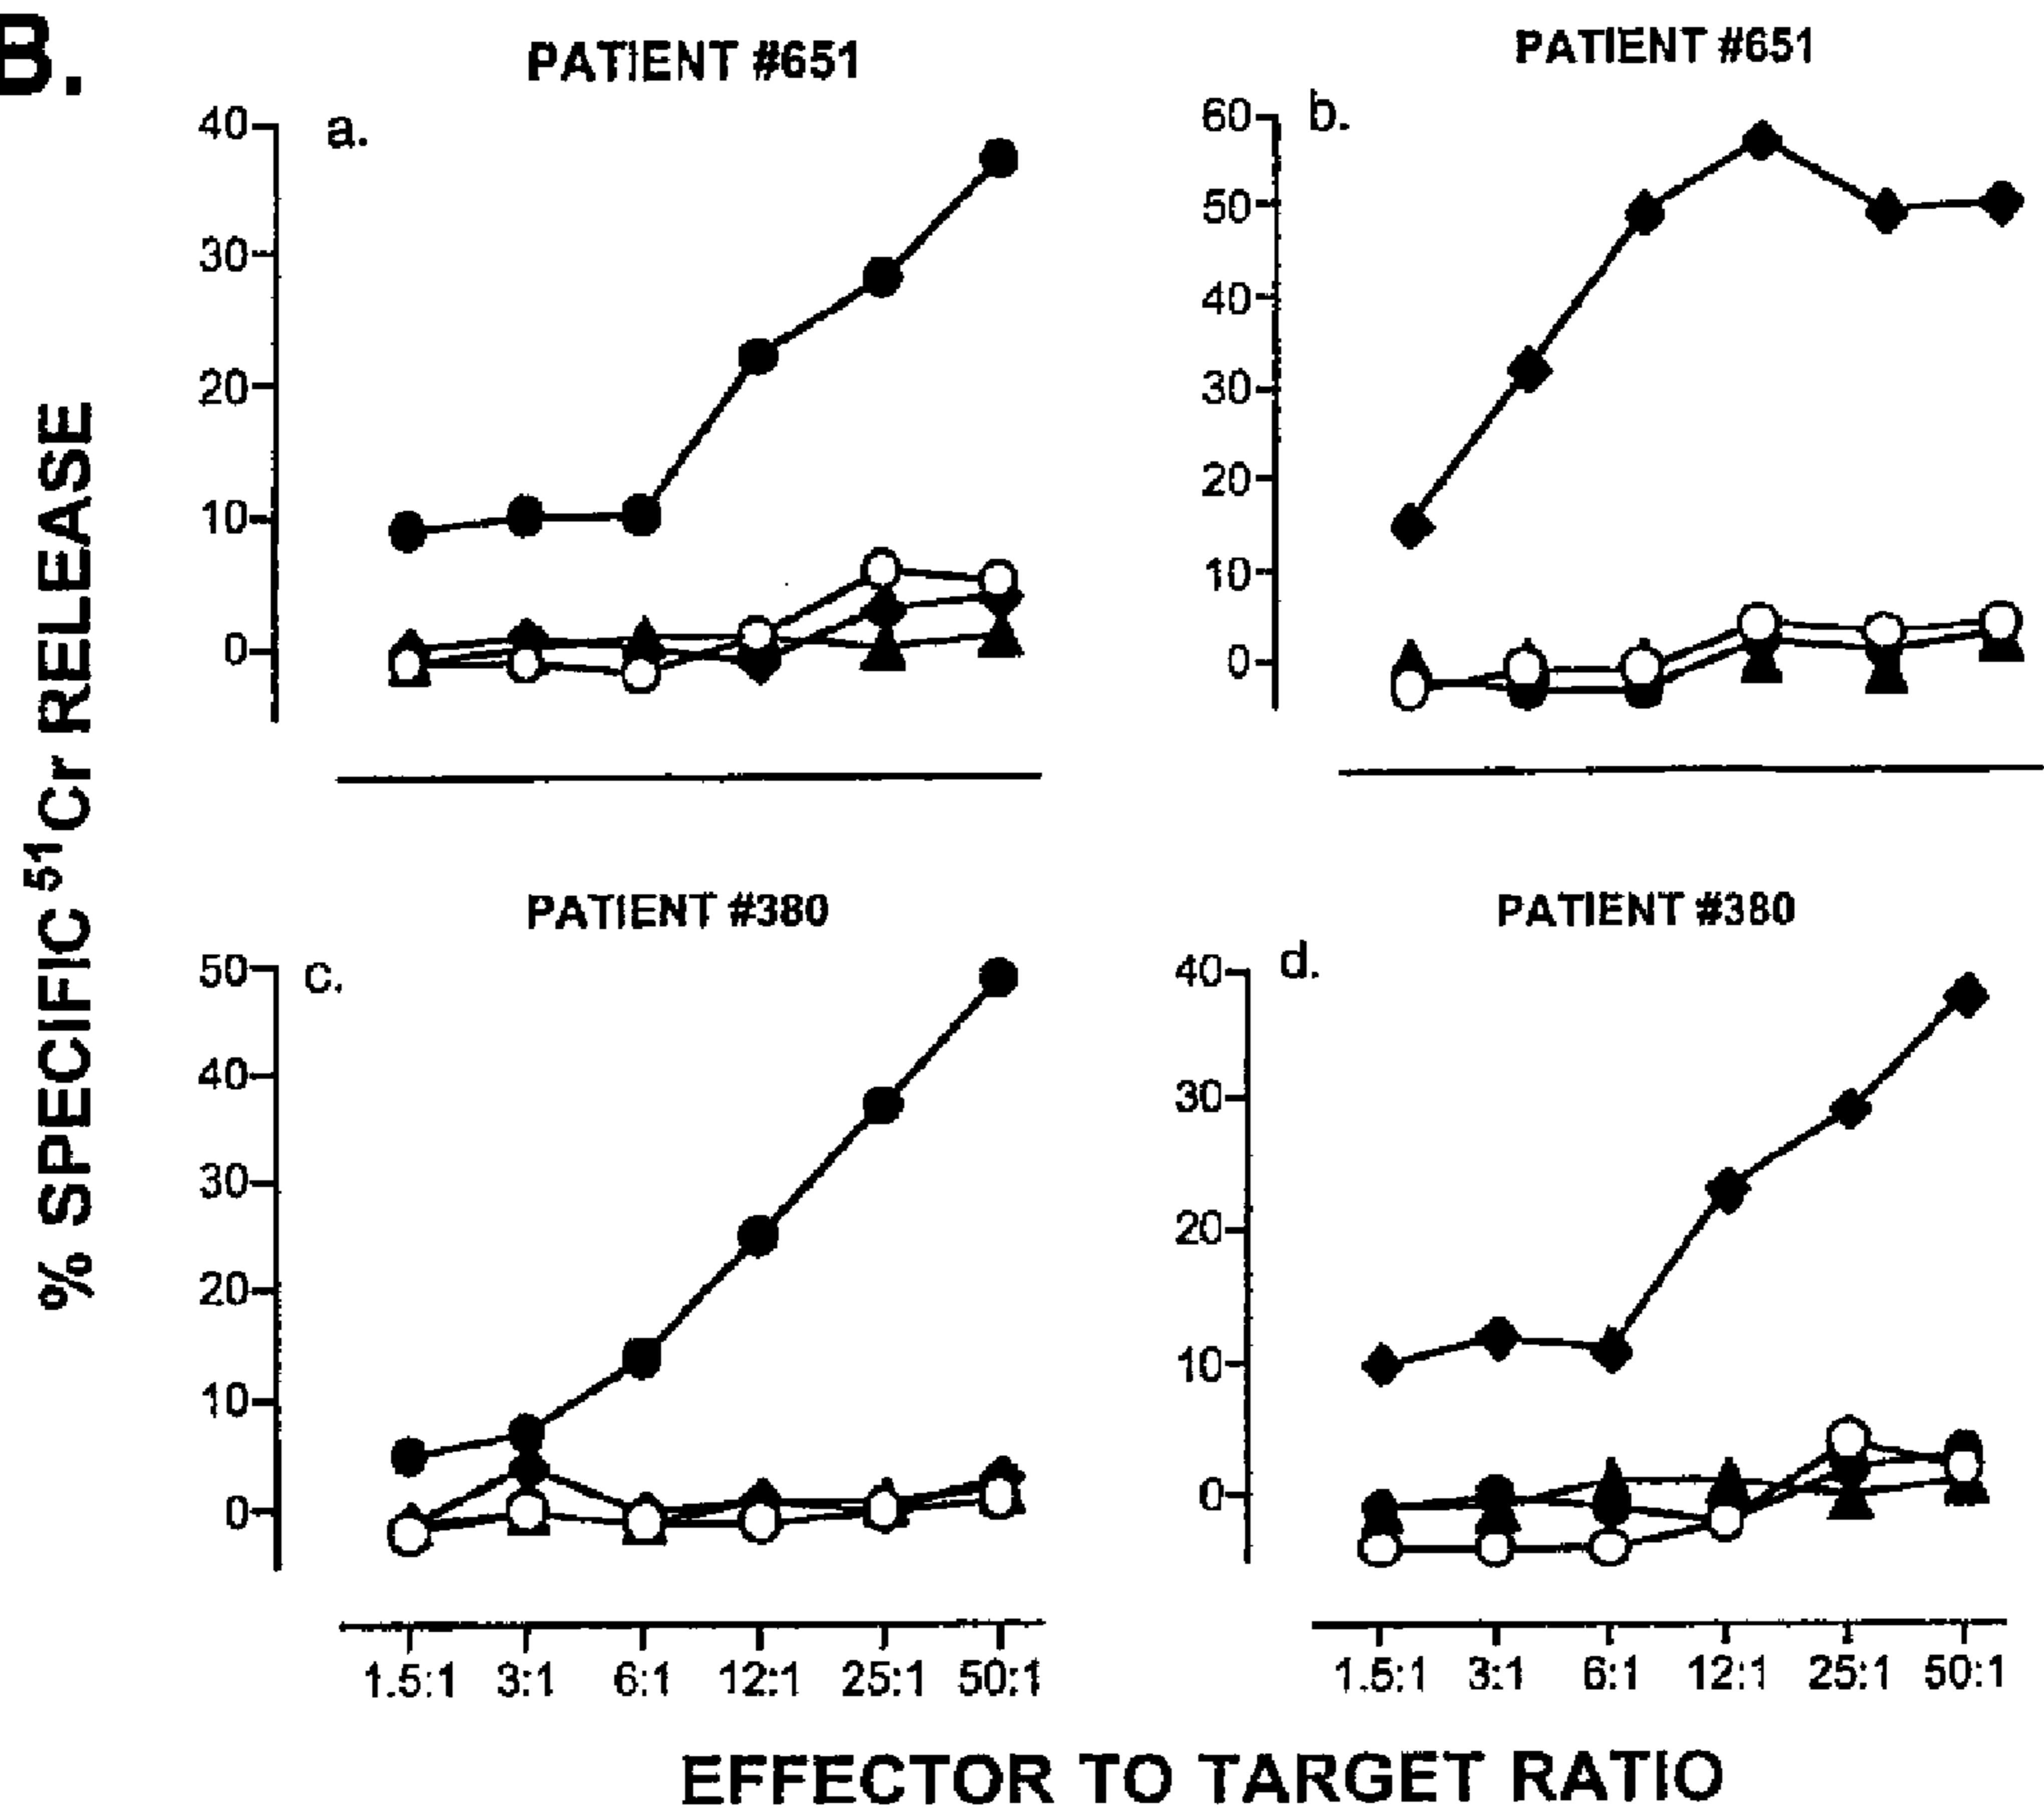 B.
PATIENT #651
PATIENT #651
a.
40
30
20
10
0
b.
60
50
40
30
20
10
0
% SPECIFIC ⁵¹Cr RELEASE
PATIENT #380
PATIENT #380
c.
50
40
30
20
10
0
d.
40
30
20
10
0
1.5:1 3:1 6:1 12:1 25:1 50:1
1.5:1 3:1 6:1 12:1 25:1 50:1
EFFECTOR TO TARGET RATIO